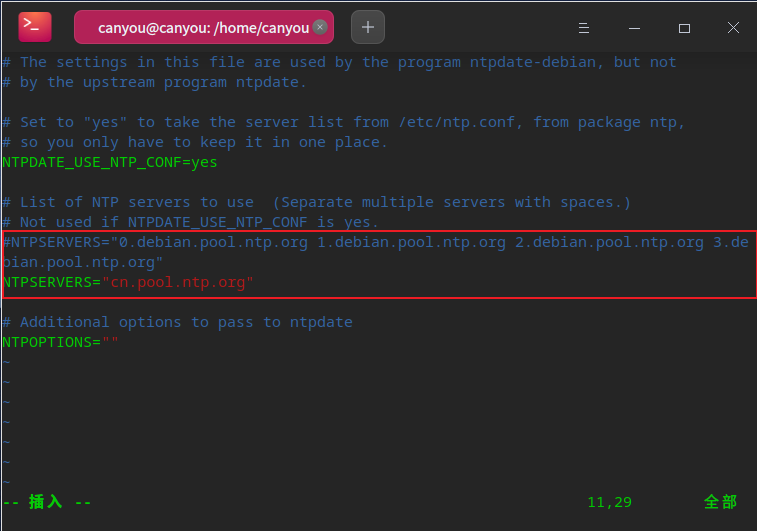 canyou@canyou: /home/canyou
# The settings in this file are used by the program ntpdate-debian, but not
# by the upstream program ntpdate.
# Set to "yes" to take the server list from /etc/ntp.conf, from package ntp,
# so you only have to keep it in one place.
NTPDATE_USE_NTP_CONF=yes
# List of NTP servers to use  (Separate multiple servers with spaces.)
# Not used if NTPDATE_USE_NTP_CONF is yes.
#NTPSERVERS="0.debian.pool.ntp.org 1.debian.pool.ntp.org 2.debian.pool.ntp.org 3.de
bian.pool.ntp.org"
NTPSERVERS="cn.pool.ntp.org"
# Additional options to pass to ntpdate
NTPOPTIONS=""
~
~
~
~
~
~
~
-- 插入 -- 11,29 全部